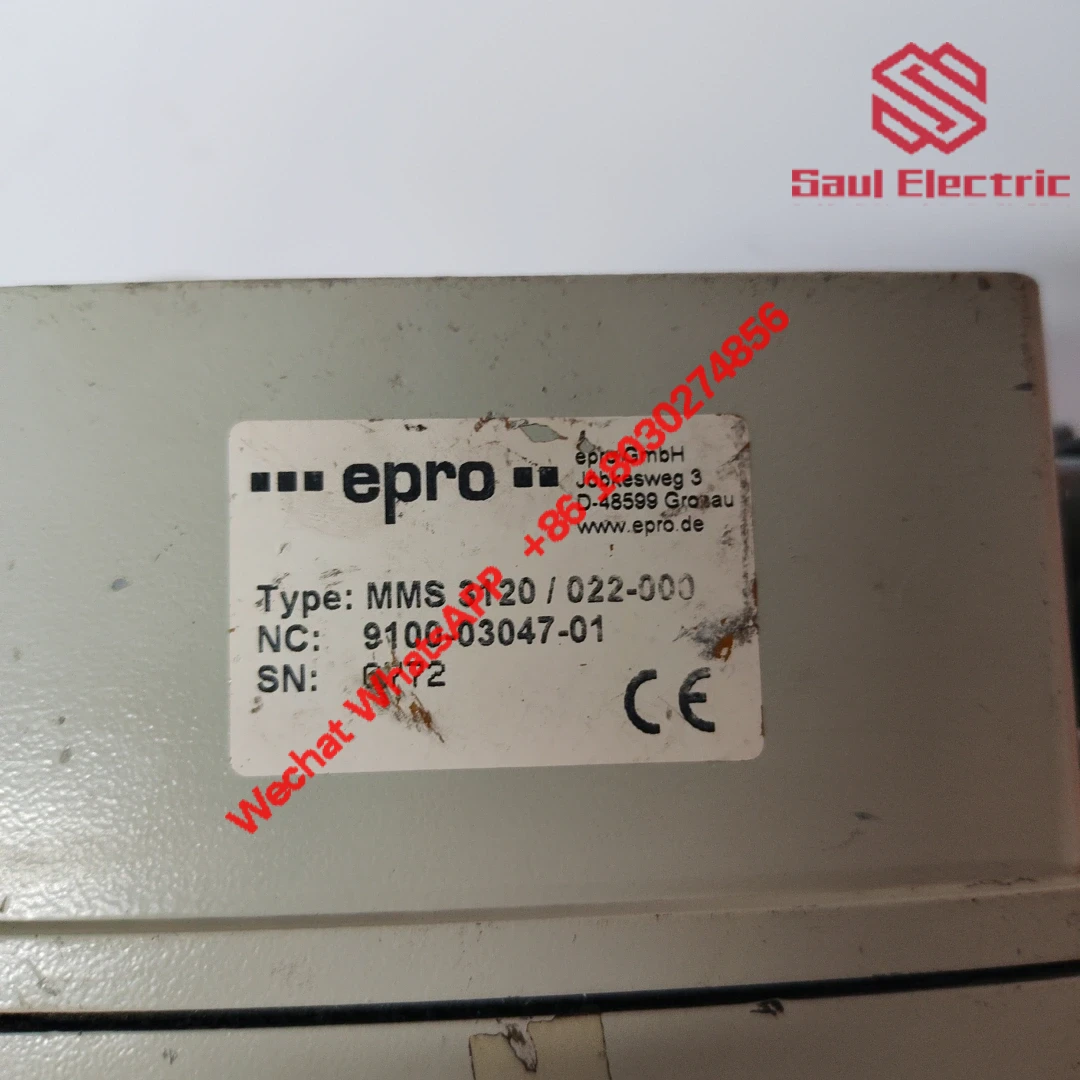 Saul Electric
epro
epro GmbH
Jöbkesweg 3
D-48599 Gronau
www.epro.de
Type: MMS 3120 / 022-000
NC: 9100-03047-01
SN:
Wechat WhatsAPP +86 18030274856
CE